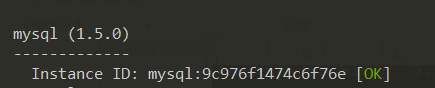 mysql (1.5.0)
-------------
Instance ID: mysql:9c976f1474c6f76e [OK]